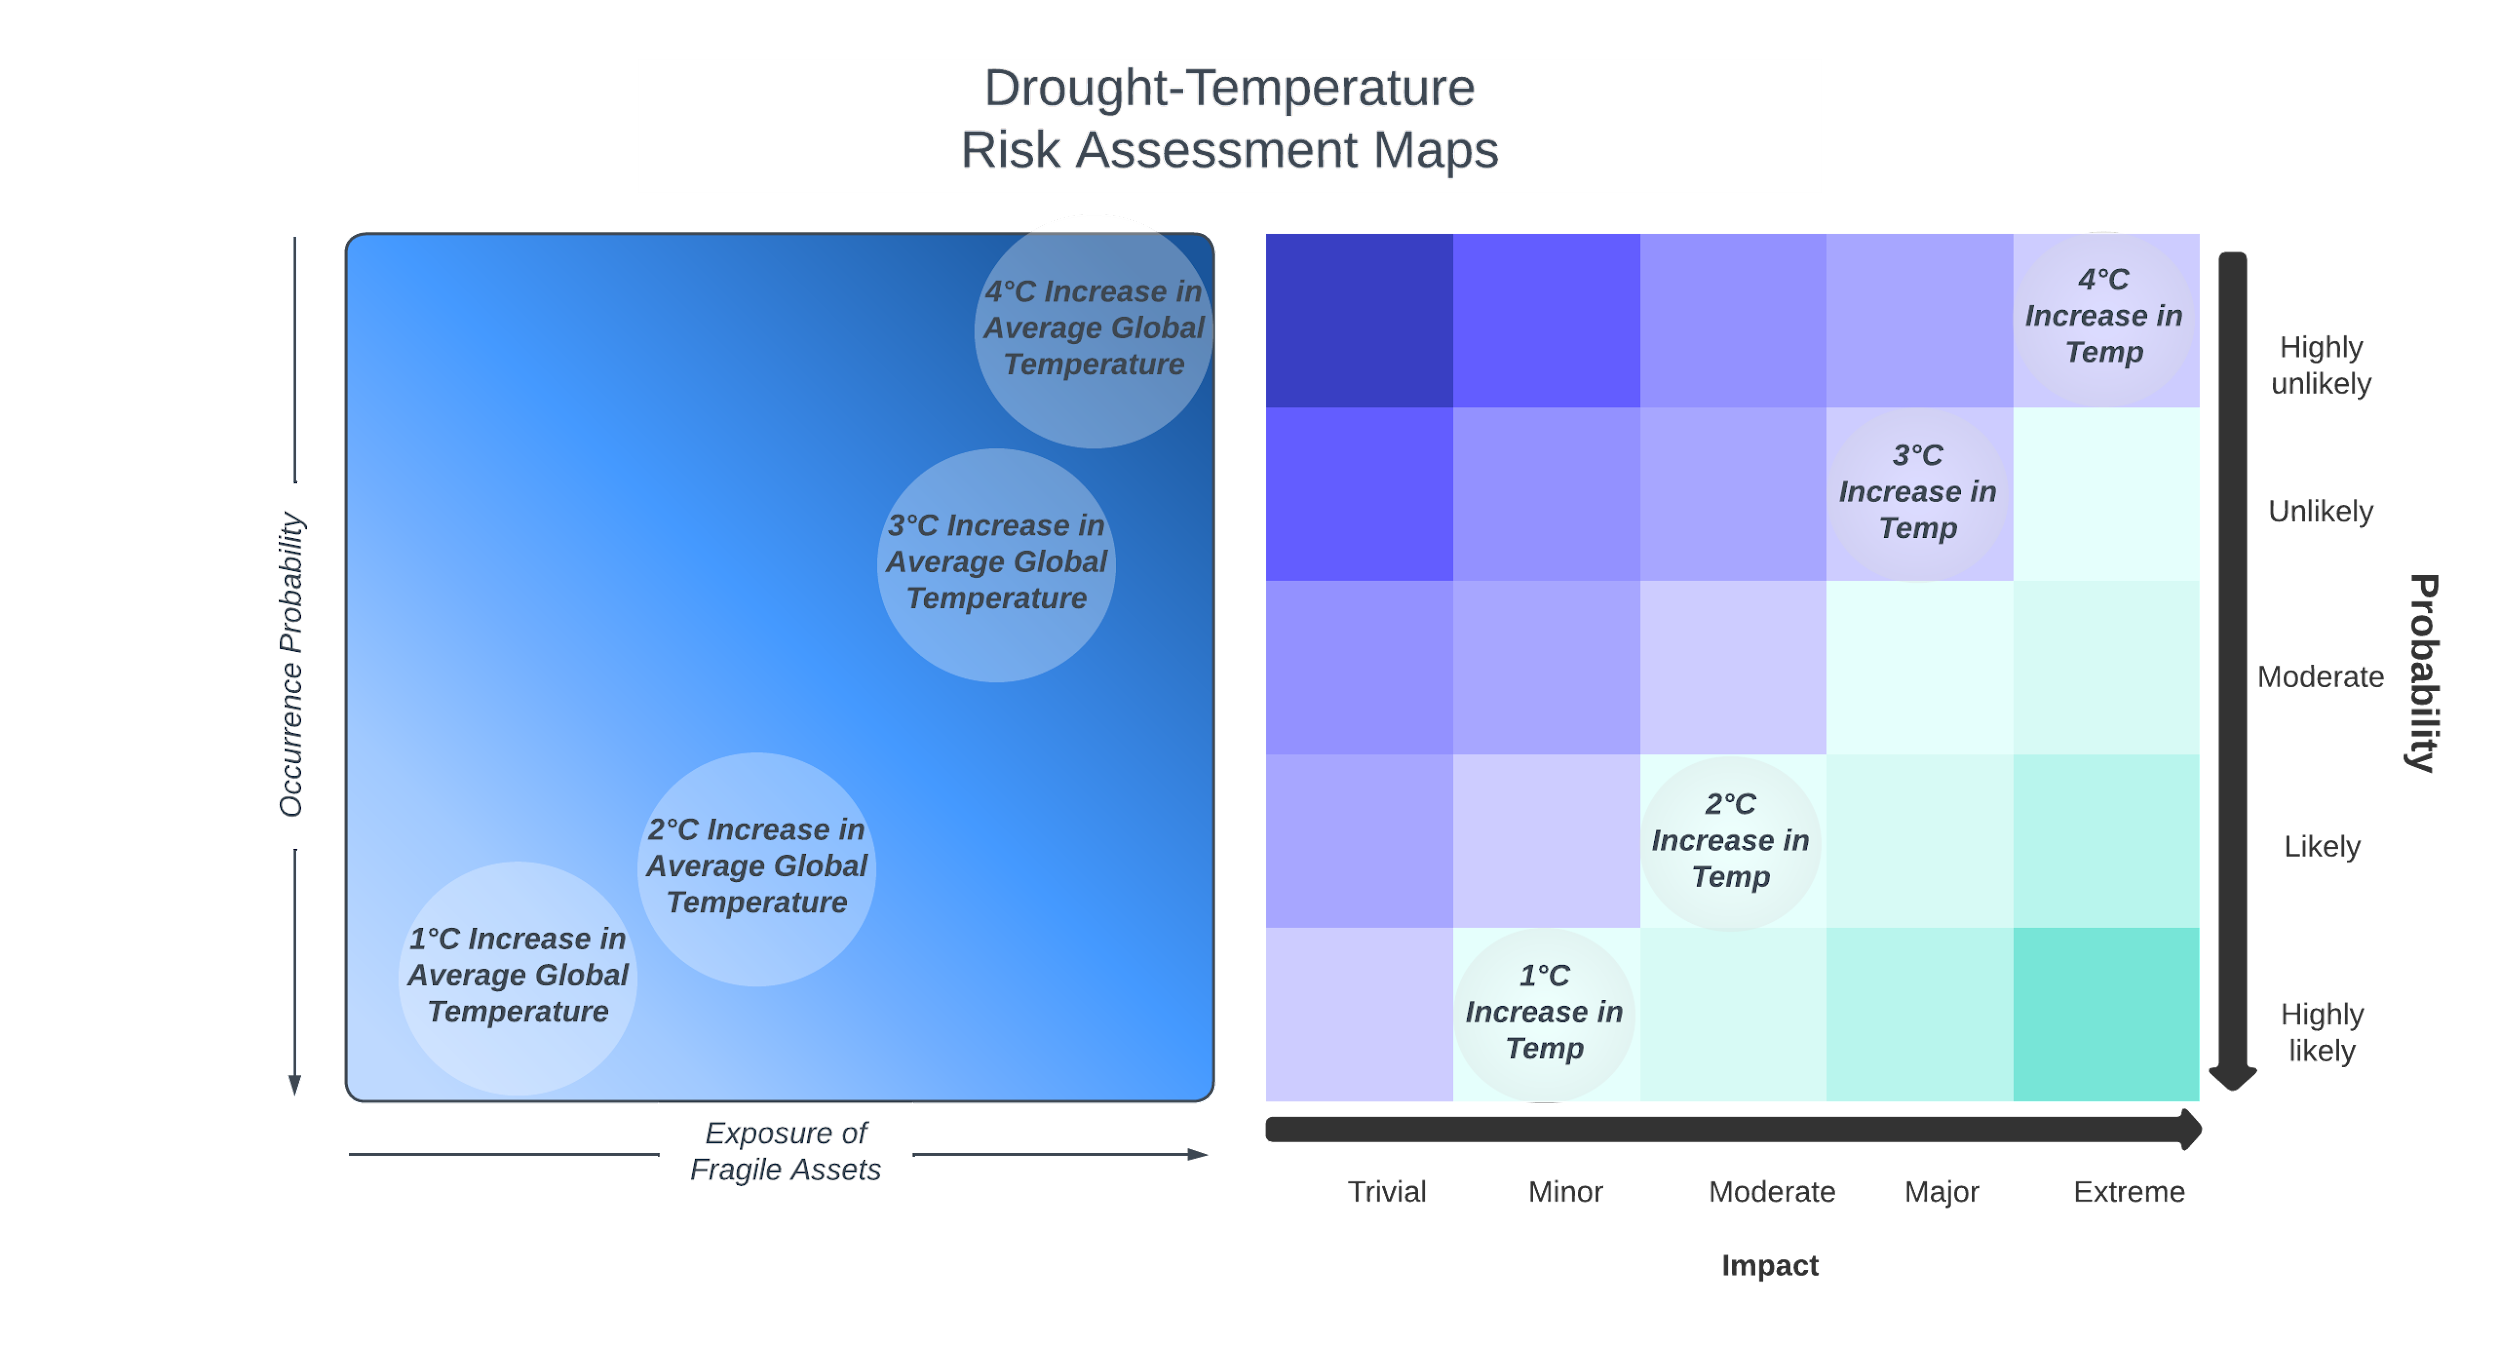 Drought-Temperature
Risk Assessment Maps
Occurrence Probability
4°C Increase in
Average Global
Temperature
3°C Increase in
Average Global
Temperature
2°C Increase in
Average Global
Temperature
1°C Increase in
Average Global
Temperature
Exposure of
Fragile Assets
4°C
Increase in
Temp
3°C
Increase in
Temp
2°C
Increase in
Temp
1°C
Increase in
Temp
Highly
unlikely
Unlikely
Moderate
Likely
Highly
likely
Probability
Trivial
Minor
Moderate
Major
Extreme
Impact